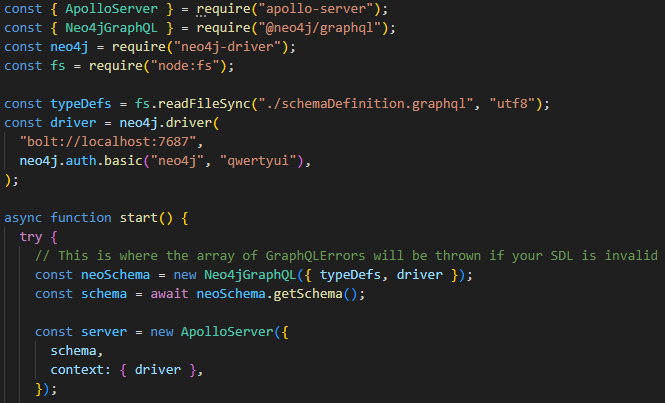 const { ApolloServer } = require("apollo-server");
const { Neo4jGraphQL } = require("@neo4j/graphql");
const neo4j = require("neo4j-driver");
const fs = require("node:fs");

const typeDefs = fs.readFileSync("./schemaDefinition.graphql", "utf8");
const driver = neo4j.driver(
  "bolt://localhost:7687",
  neo4j.auth.basic("neo4j", "qwertyui"),
);

async function start() {
  try {
    // This is where the array of GraphQLErrors will be thrown if your SDL is invalid
    const neoSchema = new Neo4jGraphQL({ typeDefs, driver });
    const schema = await neoSchema.getSchema();

    const server = new ApolloServer({
      schema,
      context: { driver },
    });